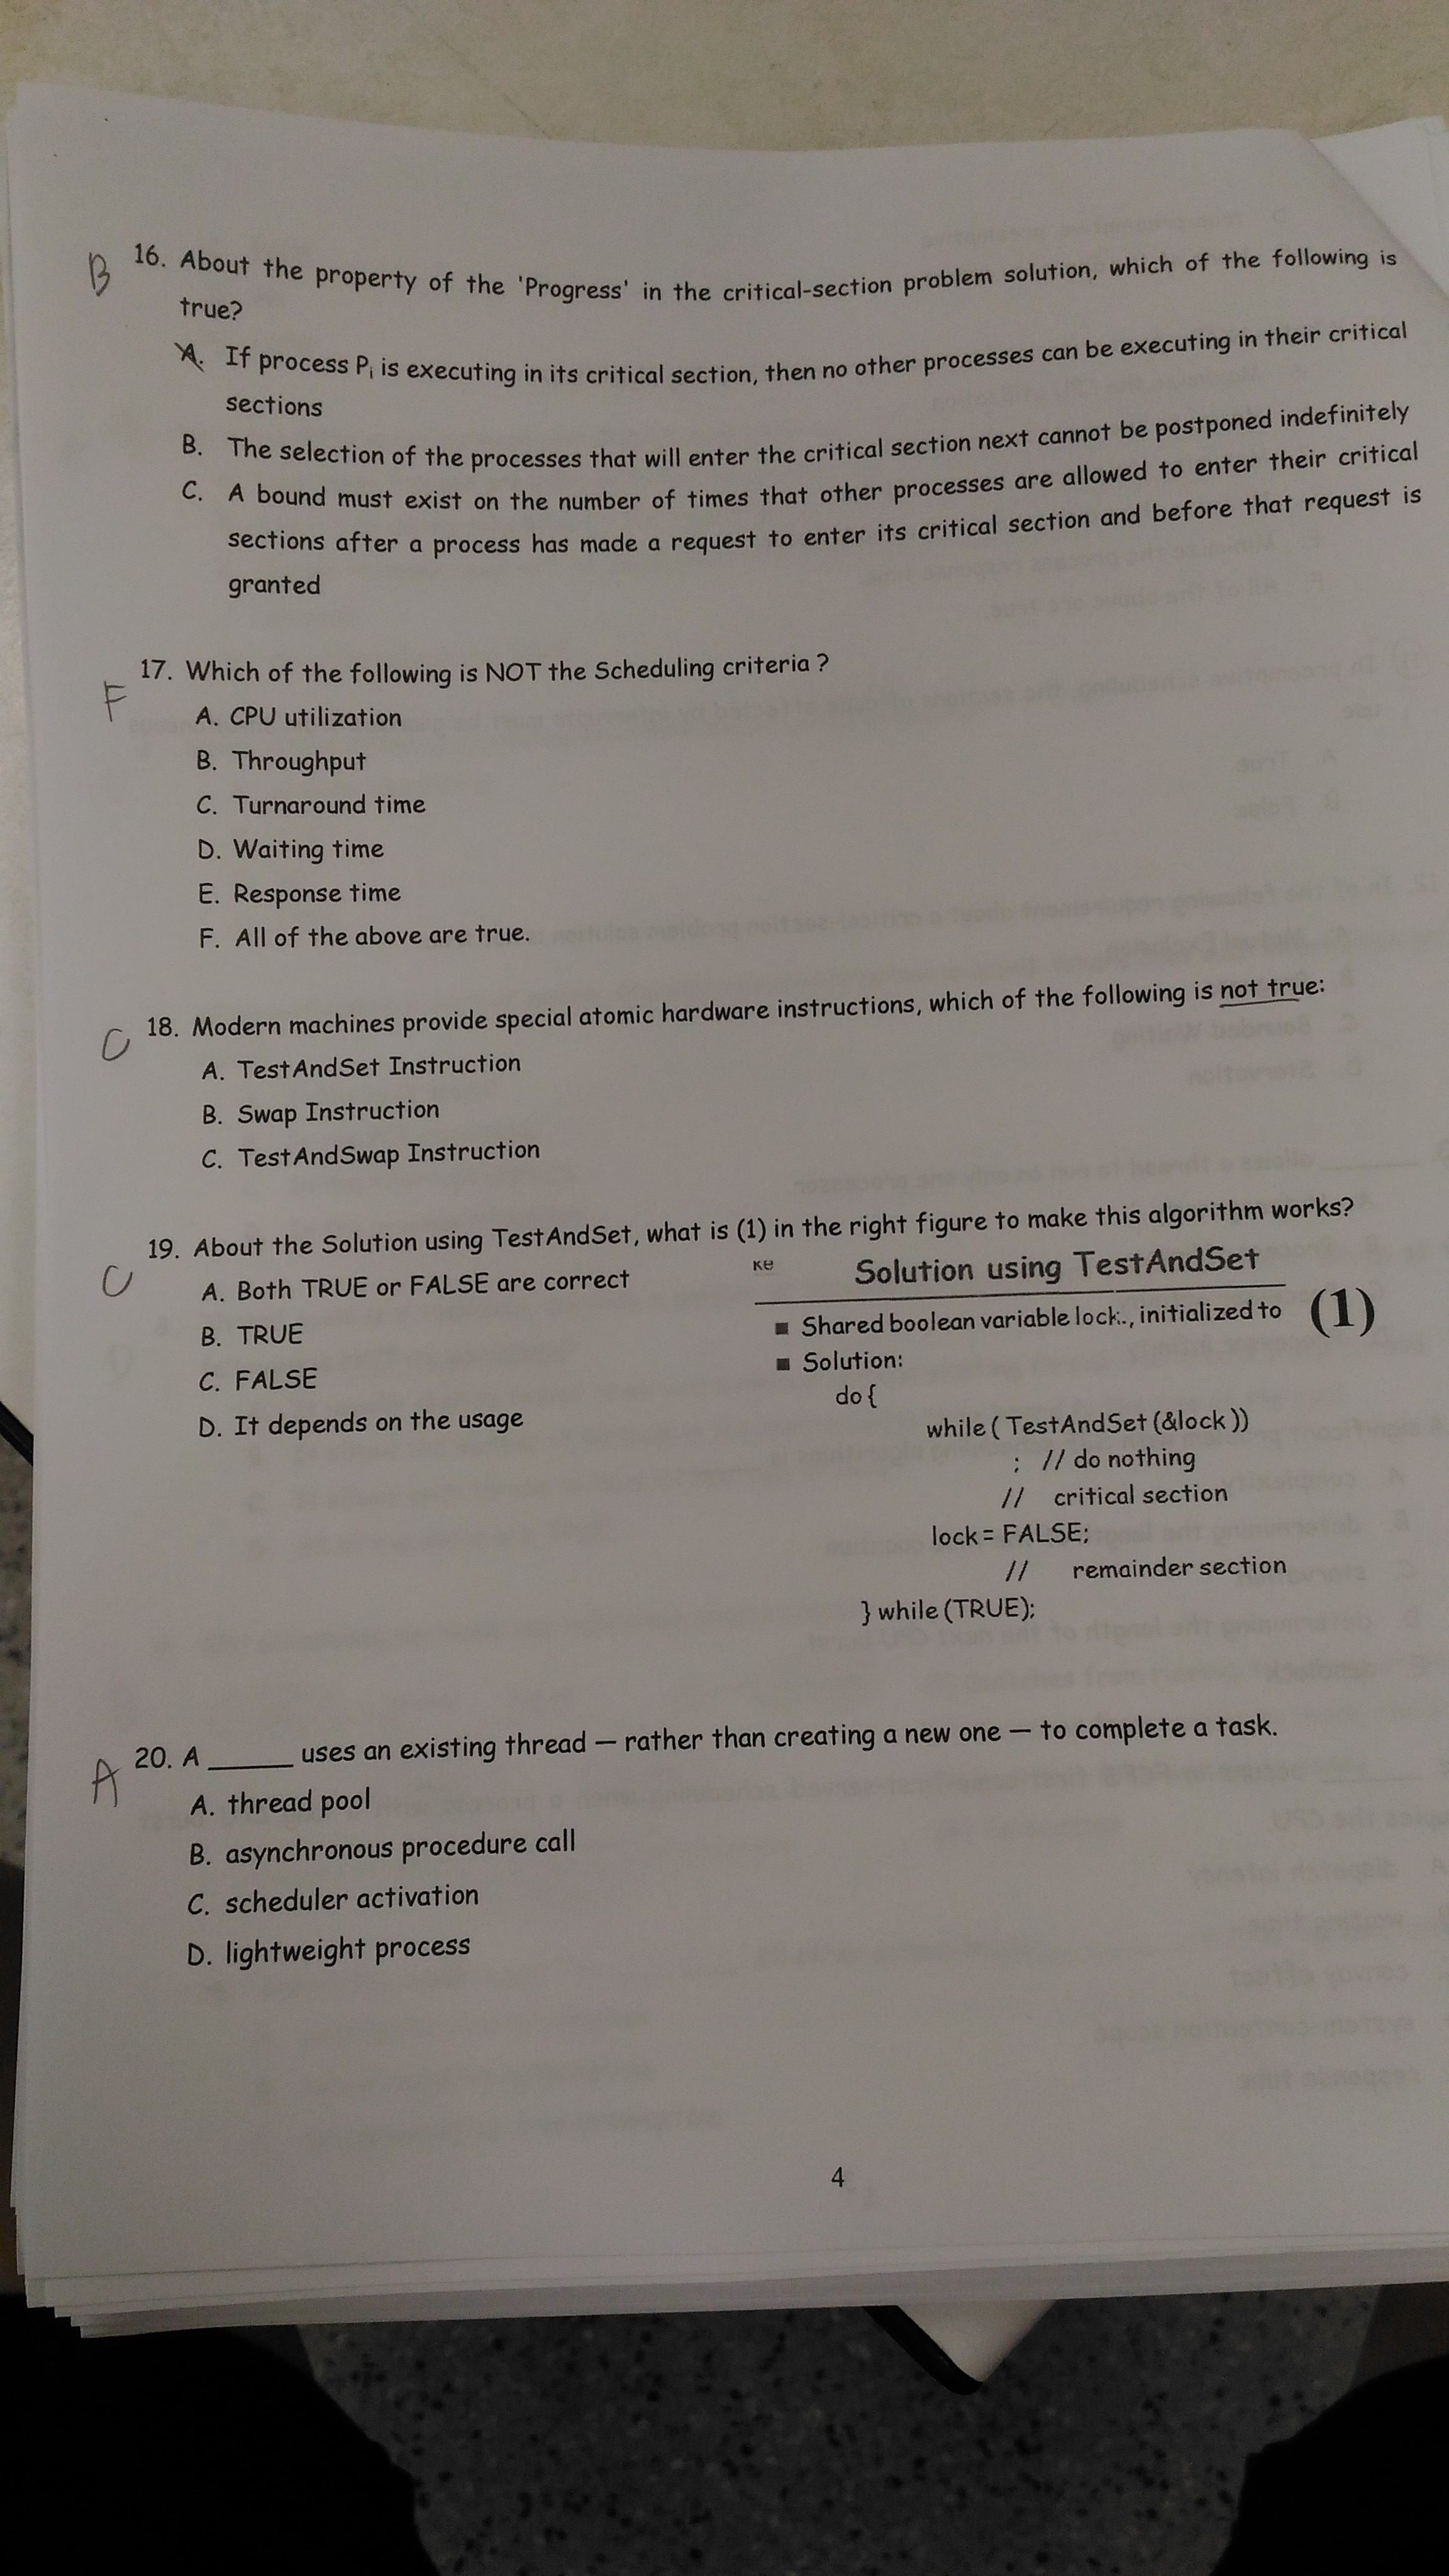 B 16. About the property of the 'Progress' in the critical-section problem solution, which of the following is
true?
A. If process Pi is executing in its critical section, then no other processes can be executing in their critical
sections
B. The selection of the processes that will enter the critical section next cannot be postponed indefinitely
C. A bound must exist on the number of times that other processes are allowed to enter their critical
sections after a process has made a request to enter its critical section and before that request is
granted
F 17. Which of the following is NOT the Scheduling criteria ?
A. CPU utilization
B. Throughput
C. Turnaround time
D. Waiting time
E. Response time
F. All of the above are true.
C 18. Modern machines provide special atomic hardware instructions, which of the following is not true:
A. TestAndSet Instruction
B. Swap Instruction
C. TestAndSwap Instruction
C 19. About the Solution using TestAndSet, what is (1) in the right figure to make this algorithm works?
A. Both TRUE or FALSE are correct
B. TRUE
C. FALSE
D. It depends on the usage
Solution using TestAndSet
■ Shared boolean variable lock., initialized to (1)
■ Solution:
do {
while ( TestAndSet (&lock ))
; // do nothing
// critical section
lock = FALSE;
// remainder section
} while (TRUE);
A 20. A ______ uses an existing thread — rather than creating a new one — to complete a task.
A. thread pool
B. asynchronous procedure call
C. scheduler activation
D. lightweight process
4